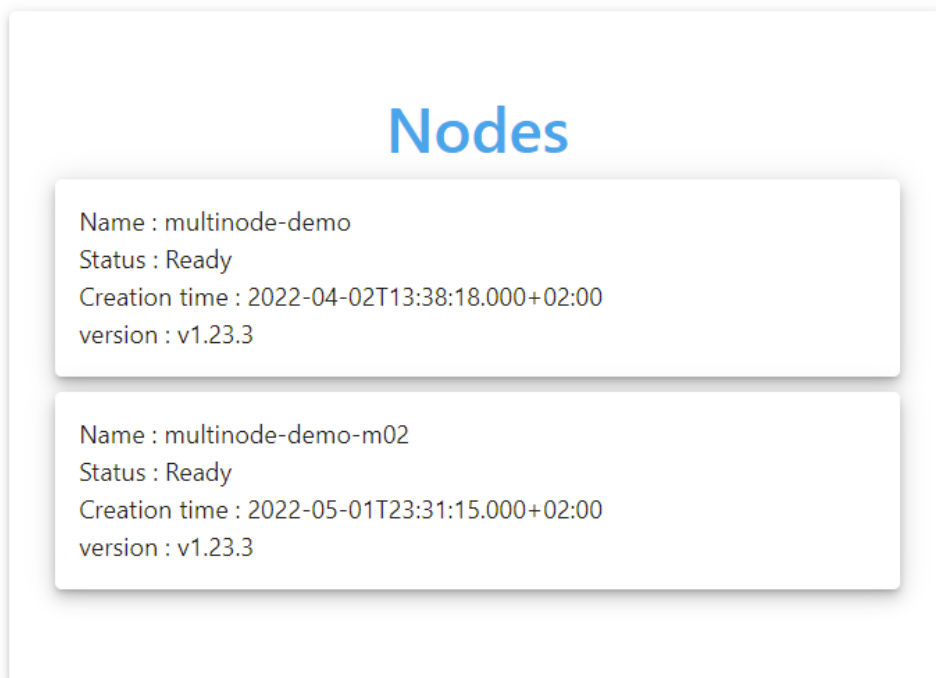 Nodes
Name : multinode-demo
Status : Ready
Creation time : 2022-04-02T13:38:18.000+02:00
version : v1.23.3
Name : multinode-demo-m02
Status : Ready
Creation time : 2022-05-01T23:31:15.000+02:00
version : v1.23.3